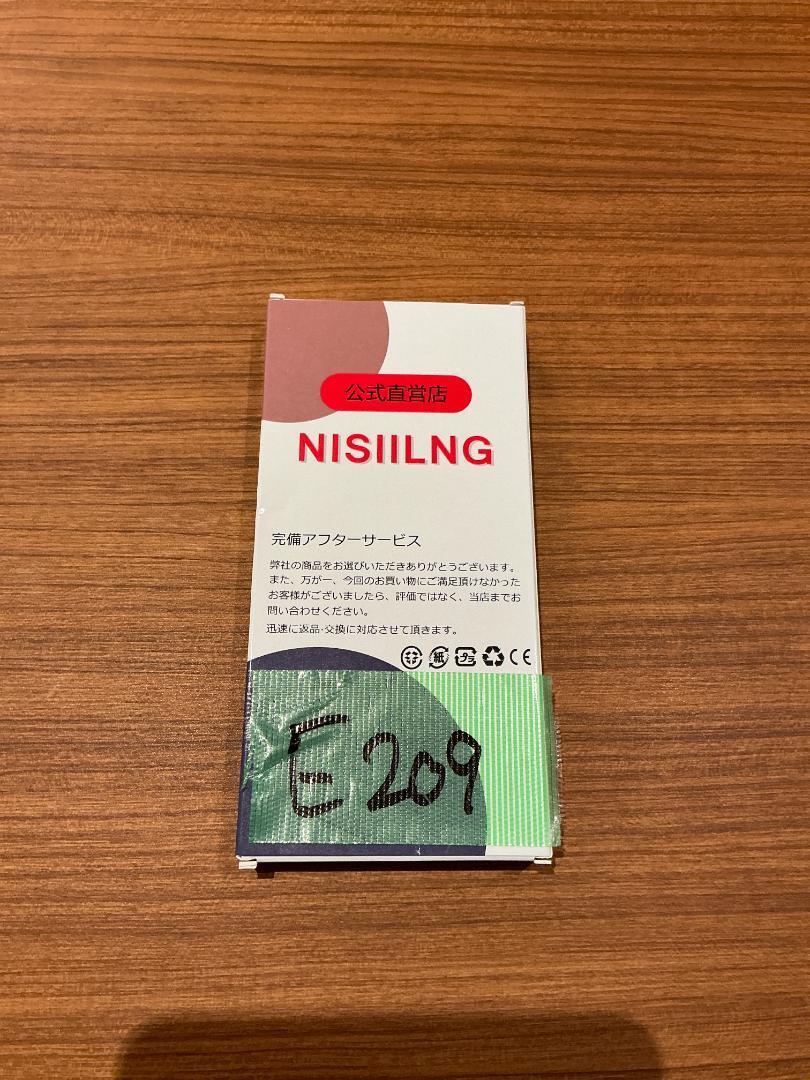 公式直営店
NISIILNG
完備アフターサービス
弊社の商品をお選びいただきありがとうございます。
また、万が一、今回のお買い物にご満足頂けなかった
お客様がございましたら、評価ではなく、当店までお
問い合わせください。
迅速に返品·交換に対応させて頂きます。
紙 プラ CE
E209